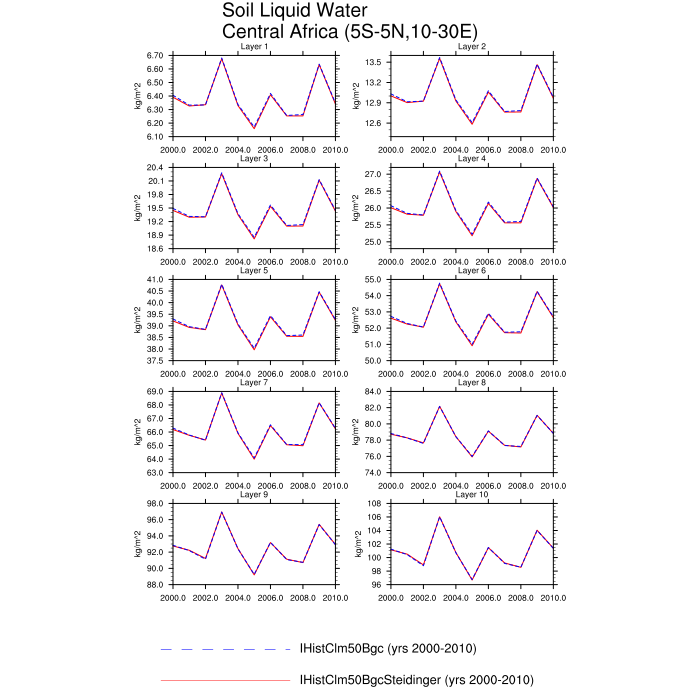 Soil Liquid Water
Central Africa (5S-5N,10-30E)
Layer 1
6.70
6.60
6.50
6.40
6.30
6.20
6.10
kg/m^2
2000.0 2002.0 2004.0 2006.0 2008.0 2010.0
Layer 2
13.5
13.2
12.9
12.6
kg/m^2
2000.0 2002.0 2004.0 2006.0 2008.0 2010.0
Layer 3
20.4
20.1
19.8
19.5
19.2
18.9
18.6
kg/m^2
2000.0 2002.0 2004.0 2006.0 2008.0 2010.0
Layer 4
27.0
26.5
26.0
25.5
25.0
kg/m^2
2000.0 2002.0 2004.0 2006.0 2008.0 2010.0
Layer 5
41.0
40.5
40.0
39.5
39.0
38.5
38.0
37.5
kg/m^2
2000.0 2002.0 2004.0 2006.0 2008.0 2010.0
Layer 6
55.0
54.0
53.0
52.0
51.0
50.0
kg/m^2
2000.0 2002.0 2004.0 2006.0 2008.0 2010.0
Layer 7
69.0
68.0
67.0
66.0
65.0
64.0
63.0
kg/m^2
2000.0 2002.0 2004.0 2006.0 2008.0 2010.0
Layer 8
84.0
82.0
80.0
78.0
76.0
74.0
kg/m^2
2000.0 2002.0 2004.0 2006.0 2008.0 2010.0
Layer 9
98.0
96.0
94.0
92.0
90.0
88.0
kg/m^2
2000.0 2002.0 2004.0 2006.0 2008.0 2010.0
Layer 10
108
106
104
102
100
98
96
kg/m^2
2000.0 2002.0 2004.0 2006.0 2008.0 2010.0
IHistClm50Bgc (yrs 2000-2010)
IHistClm50BgcSteidinger (yrs 2000-2010)